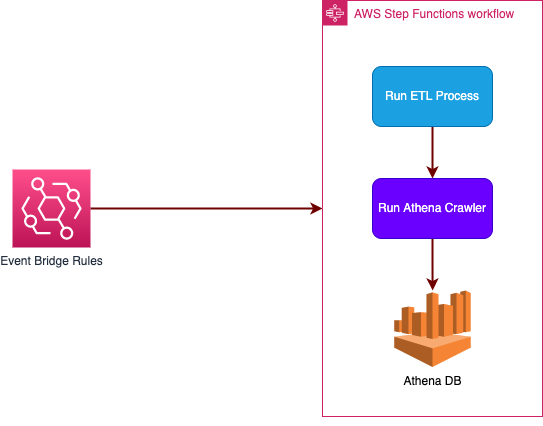 AWS Step Functions workflow
Run ETL Process
Run Athena Crawler
Event Bridge Rules
Athena DB